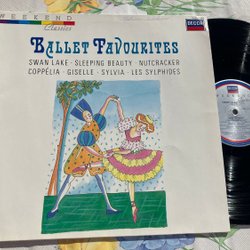 WEEKEND
Classics
DECCA
BALLET FAVOURITES
SWAN LAKE · SLEEPING BEAUTY · NUTCRACKER
COPPÉLIA · GISELLE · SYLVIA · LES SYLPHIDES